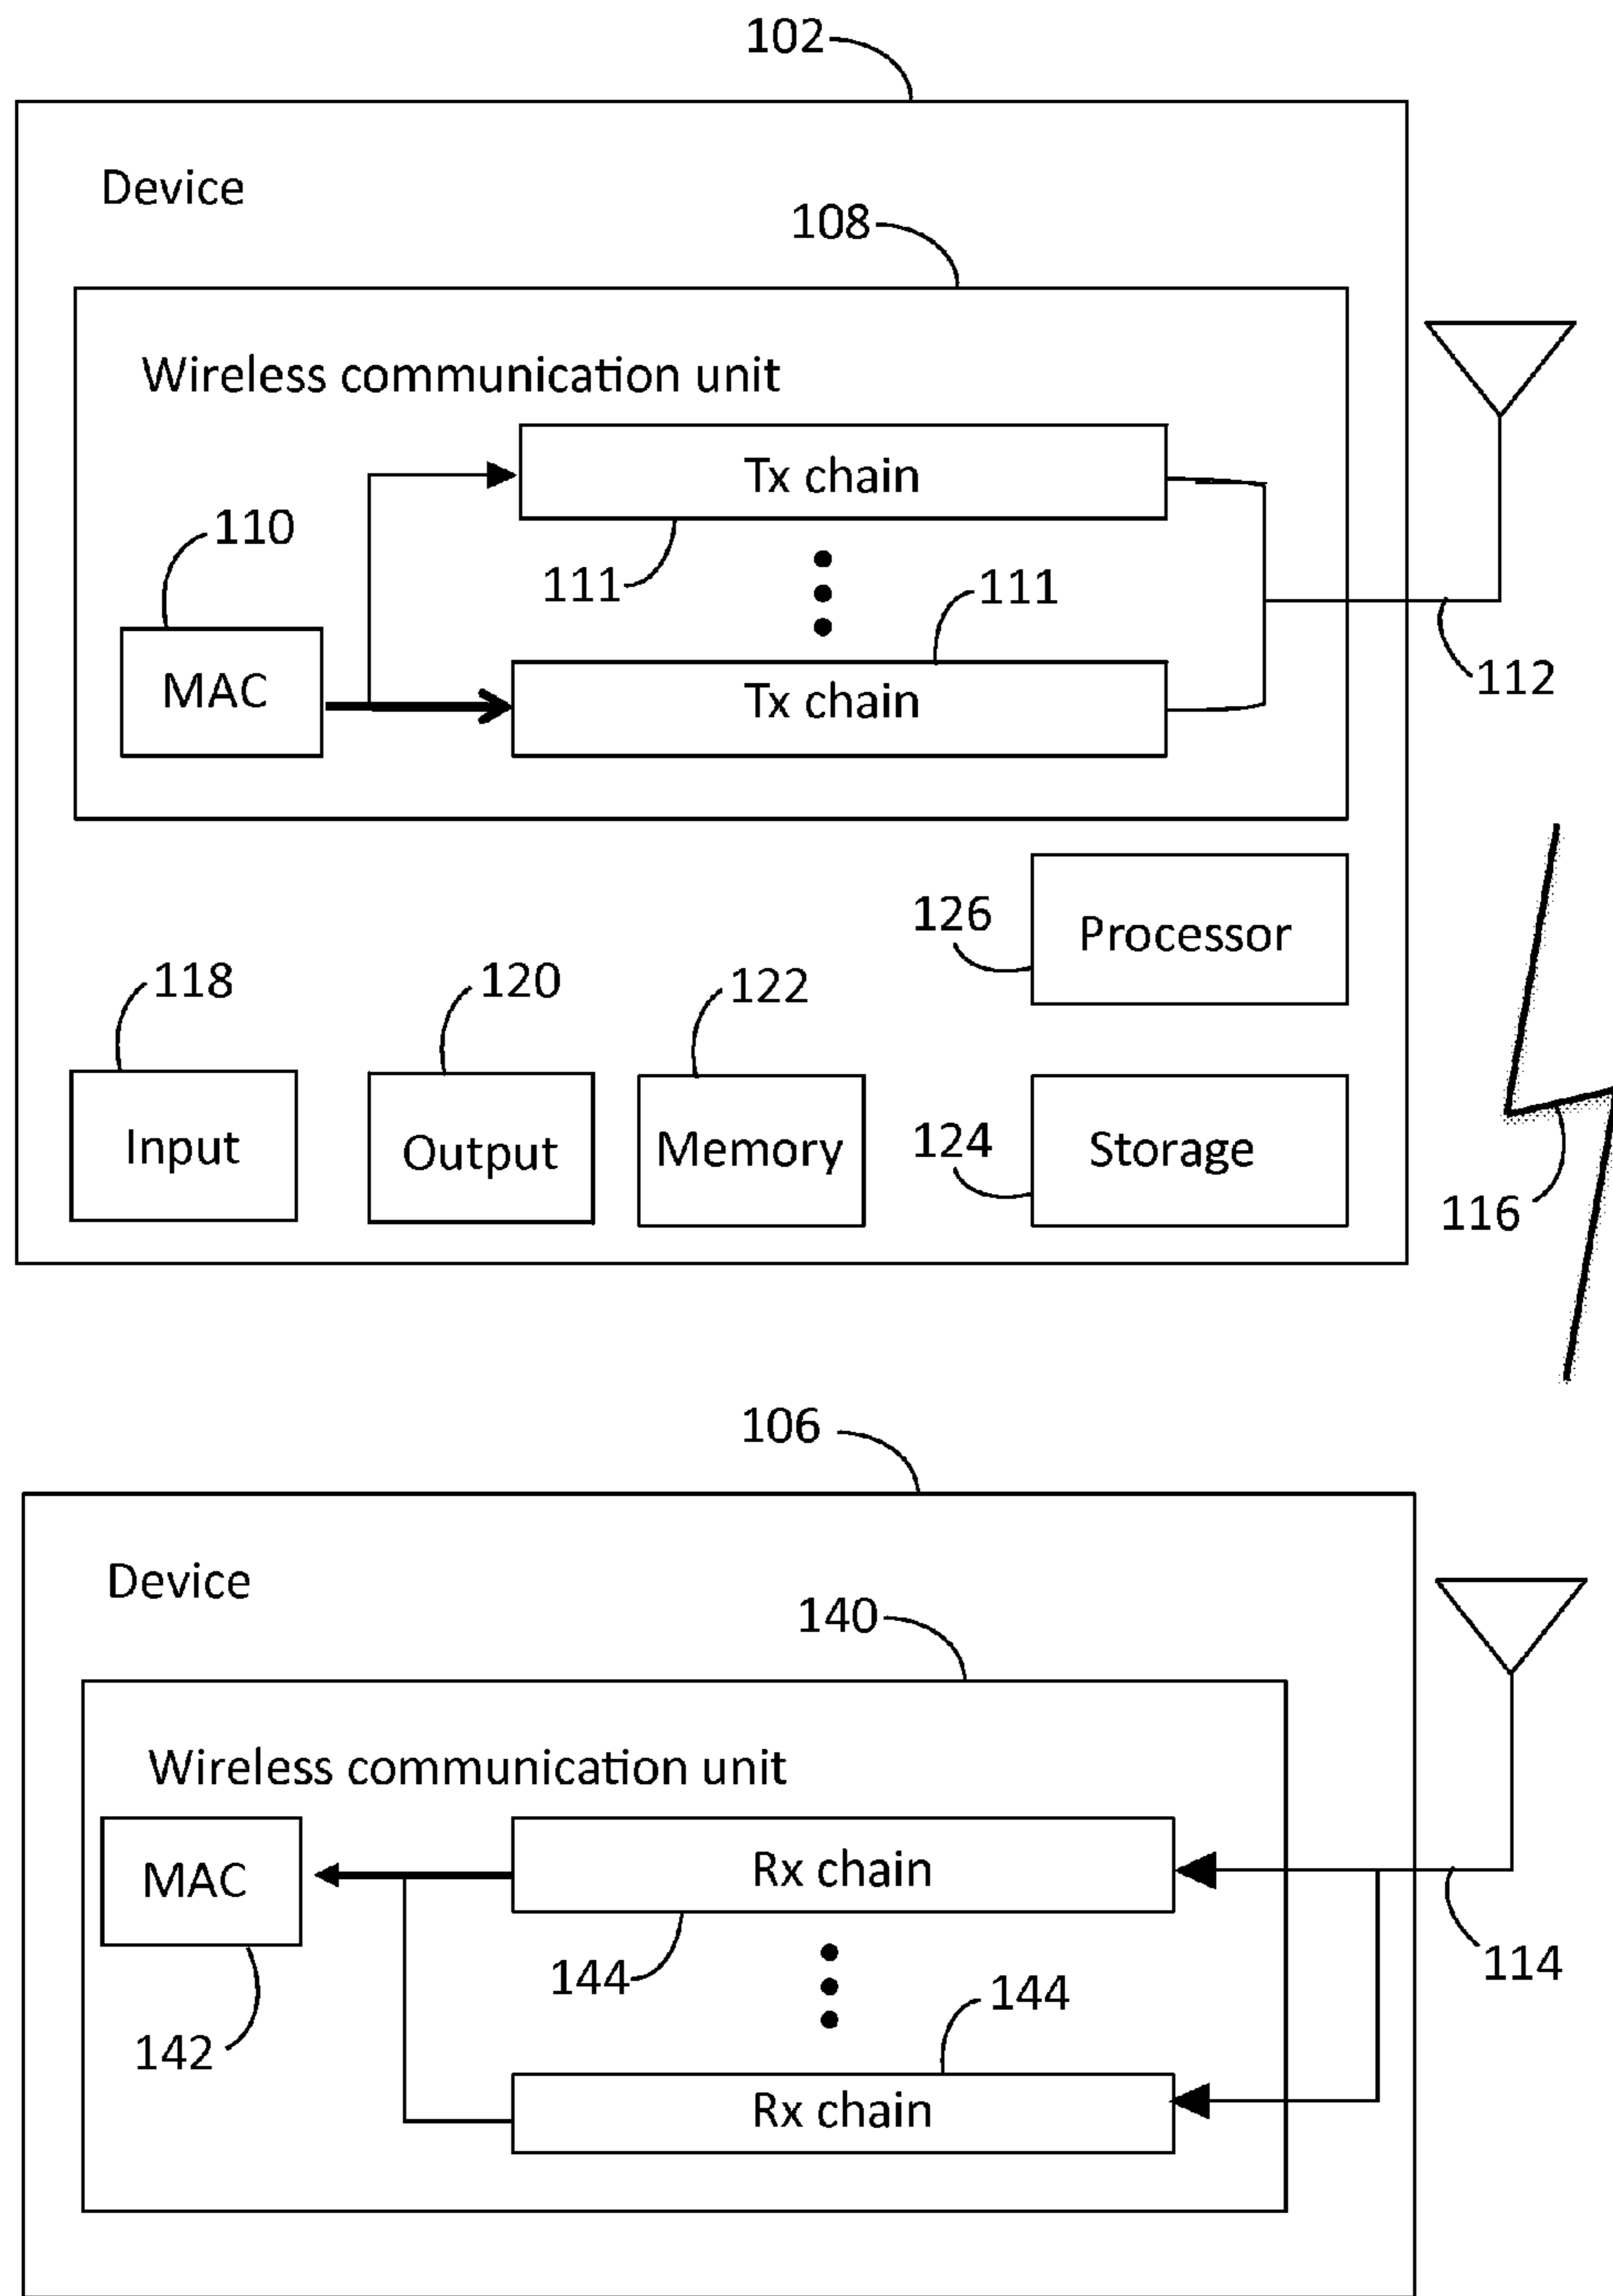 102
Device
108
Wireless communication unit
Tx chain
110
111
111
MAC
Tx chain
112
126
Processor
118
120
122
Input
Output
Memory
124
Storage
116
106
Device
140
Wireless communication unit
MAC
Rx chain
144
144
114
142
Rx chain